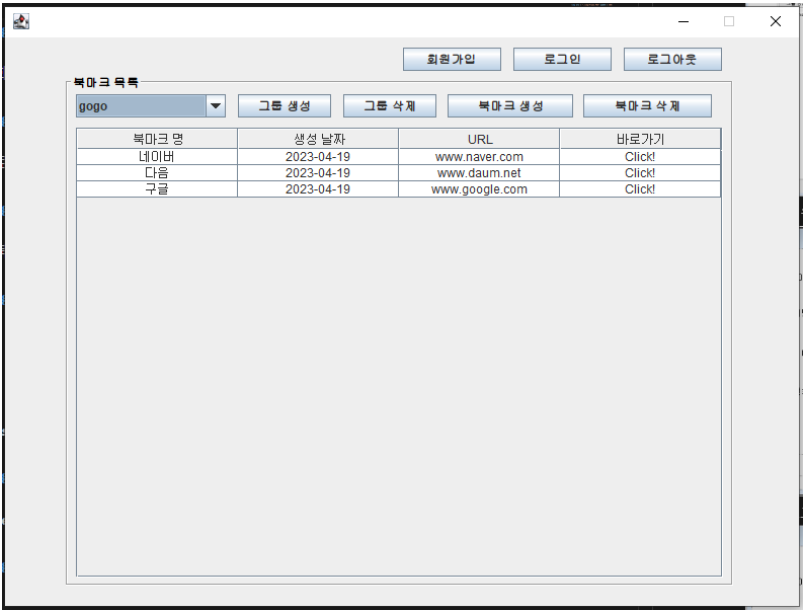 회원가입 로그인 로그아웃
북마크 목록
gogo 그룹 생성 그룹 삭제 북마크 생성 북마크 삭제
북마크 명 생성 날짜 URL 바로가기
네이버 2023-04-19 www.naver.com Click!
다음 2023-04-19 www.daum.net Click!
구글 2023-04-19 www.google.com Click!